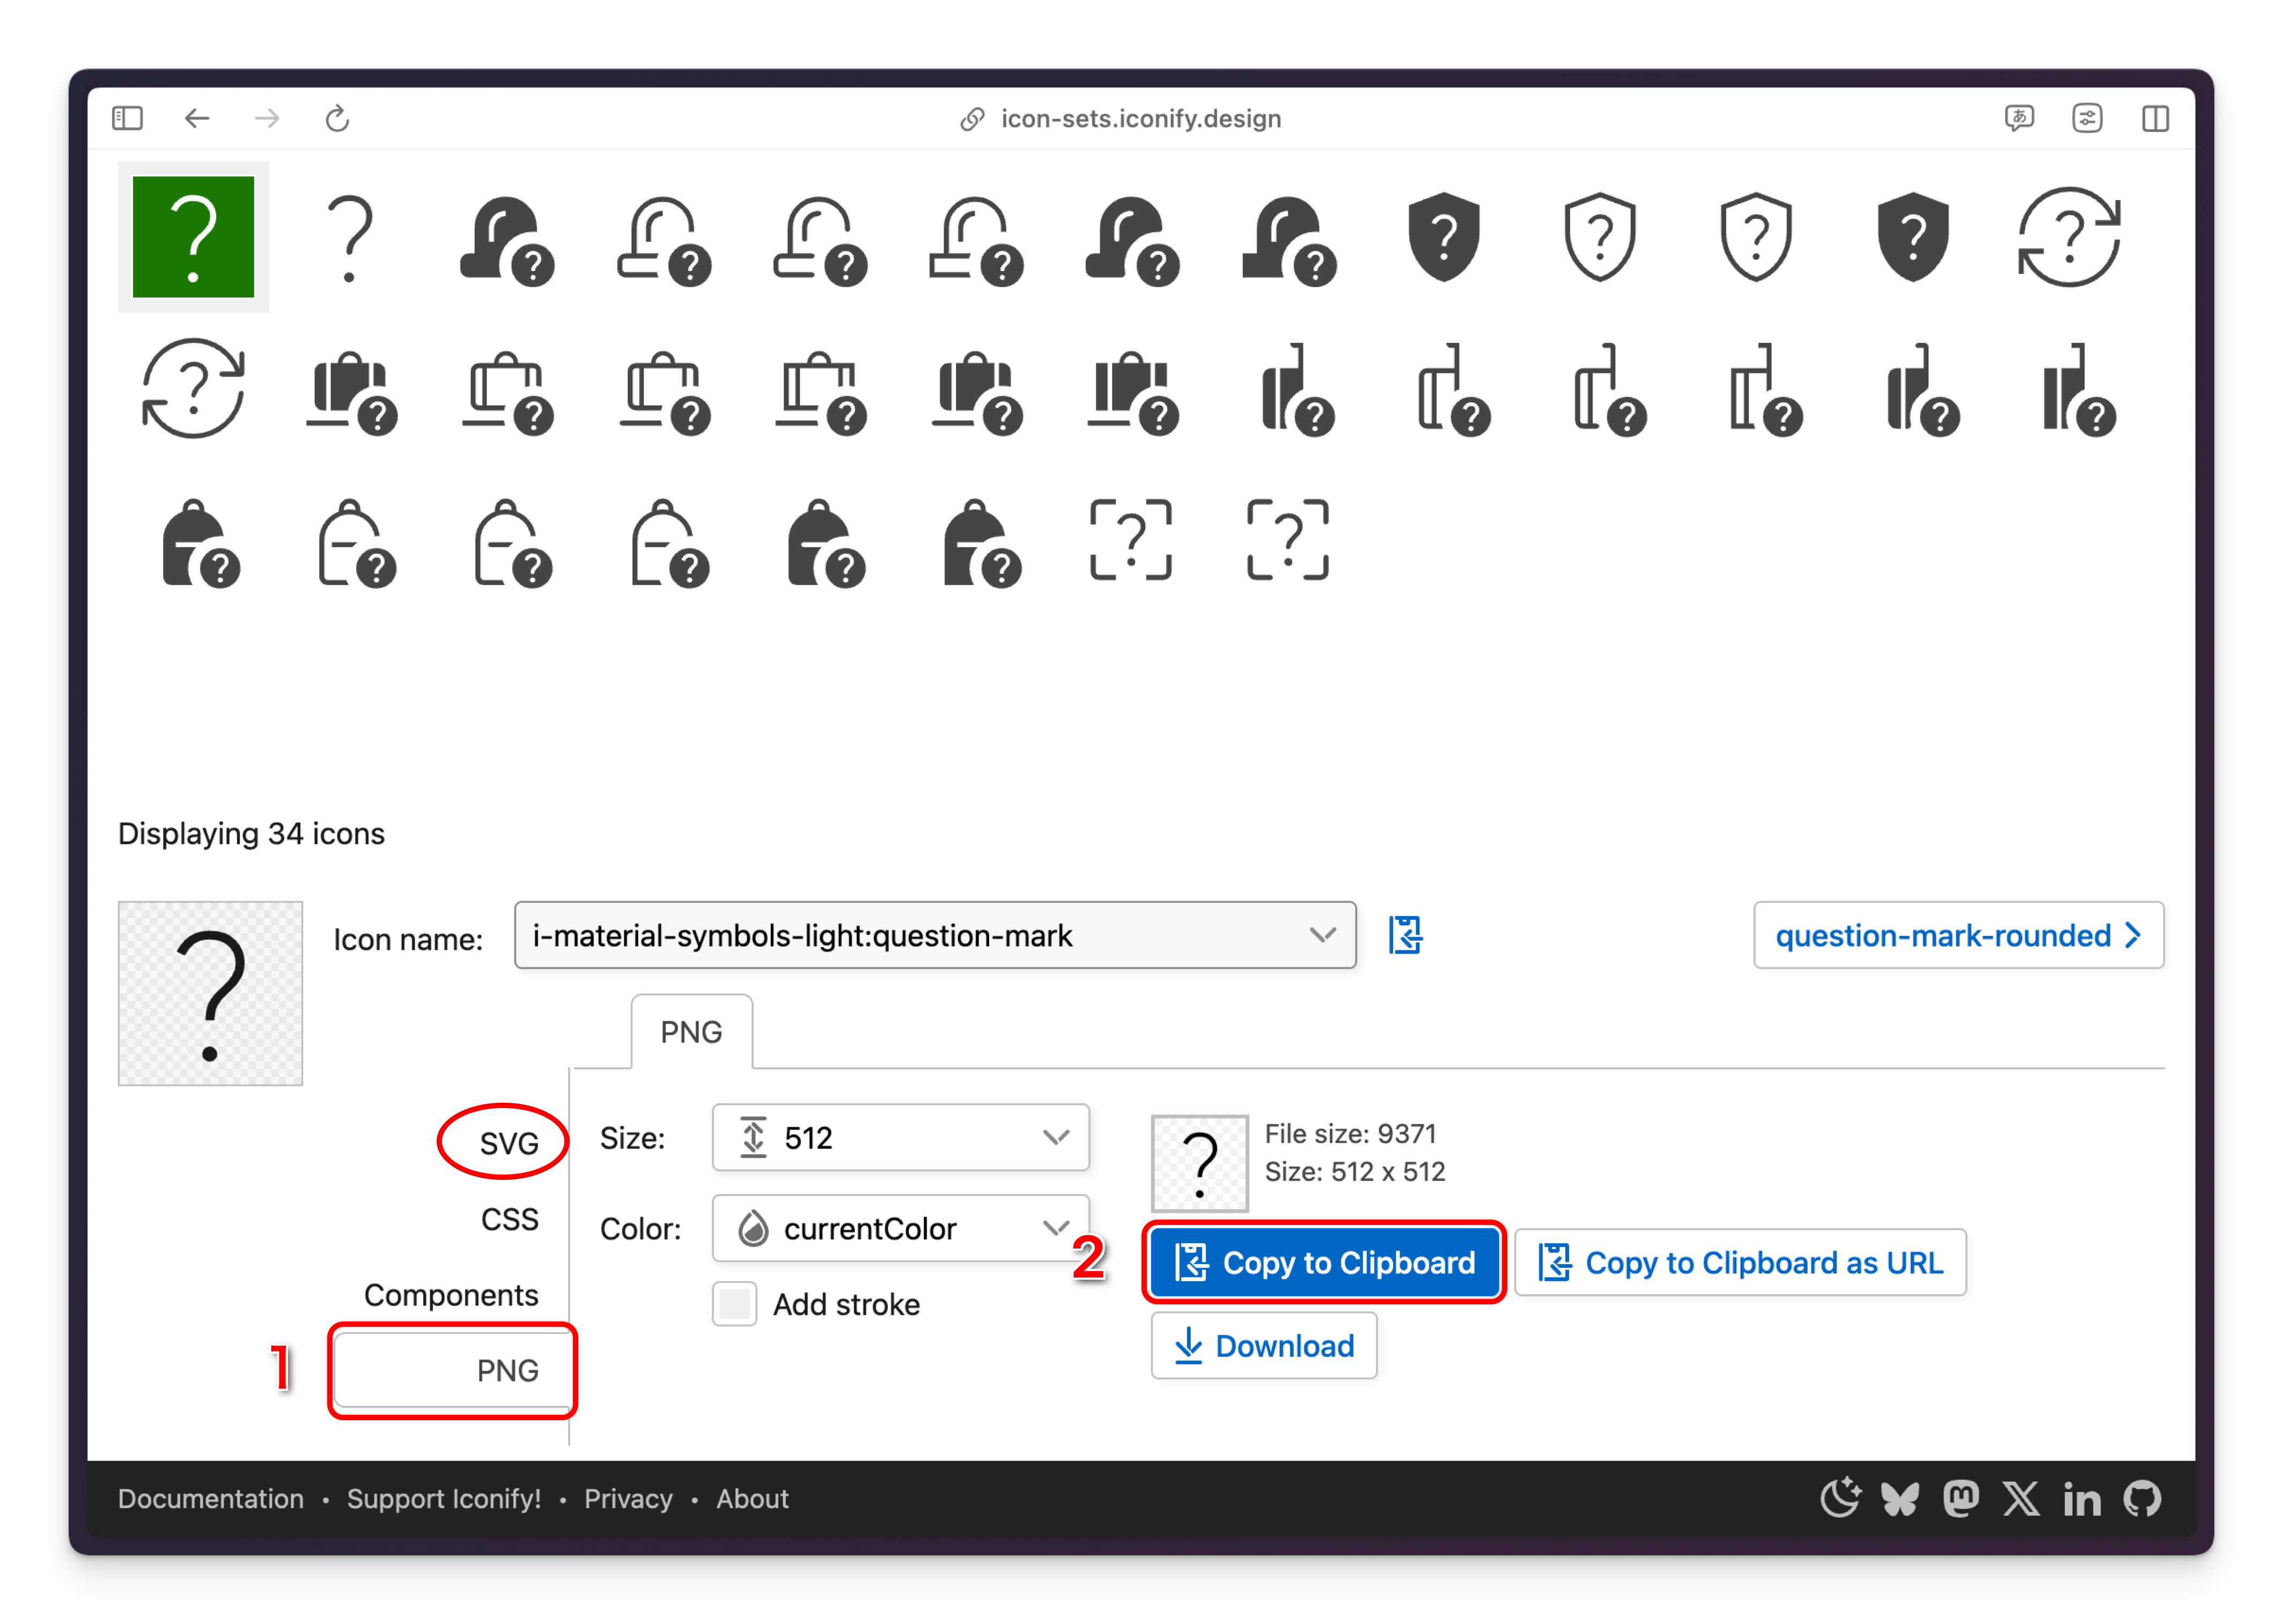 icon-sets.iconify.design
Displaying 34 icons
Icon name: i-material-symbols-light:question-mark question-mark-rounded
PNG
SVG
CSS
Components
1 PNG
Size: 512
Color: currentColor
Add stroke
File size: 9371
Size: 512 x 512
2 Copy to Clipboard Copy to Clipboard as URL
Download
Documentation • Support Iconify! • Privacy • About